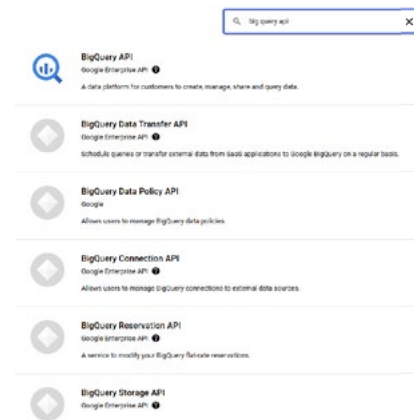 big query api
BigQuery API
Google Enterprise API
A data platform for customers to create, manage, share and query data.
BigQuery Data Transfer API
Google Enterprise API
Schedule queries or transfer external data from SaaS applications to Google BigQuery on a regular basis.
BigQuery Data Policy API
Google
Allows users to manage BigQuery data policies.
BigQuery Connection API
Google Enterprise API
Allows users to manage BigQuery connections to external data sources.
BigQuery Reservation API
Google Enterprise API
A service to modify your BigQuery flat-rate reservations.
BigQuery Storage API
Google Enterprise API